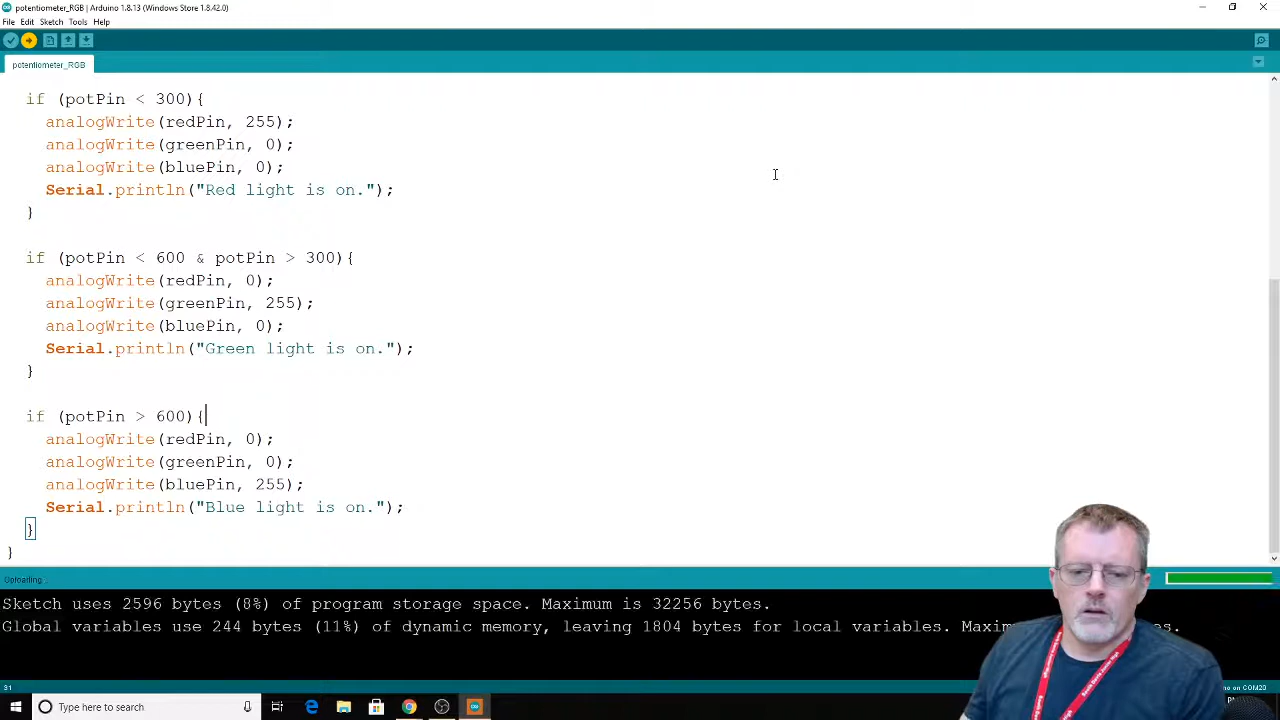 potentiometer_RGB | Arduino 1.8.13 (Windows Store 1.8.42.0)
File Edit Sketch Tools Help
potentiometer_RGB
if (potPin < 300){
analogWrite(redPin, 255);
analogWrite(greenPin, 0);
analogWrite(bluePin, 0);
Serial.println("Red light is on.");
}
if (potPin < 600 & potPin > 300){
analogWrite(redPin, 0);
analogWrite(greenPin, 255);
analogWrite(bluePin, 0);
Serial.println("Green light is on.");
}
if (potPin > 600){
analogWrite(redPin, 0);
analogWrite(greenPin, 0);
analogWrite(bluePin, 255);
Serial.println("Blue light is on.");
}
}
Uploading...
Sketch uses 2596 bytes (8%) of program storage space. Maximum is 32256 bytes.
Global variables use 244 bytes (11%) of dynamic memory, leaving 1804 bytes for local variables.
31
on COM20
Type here to search